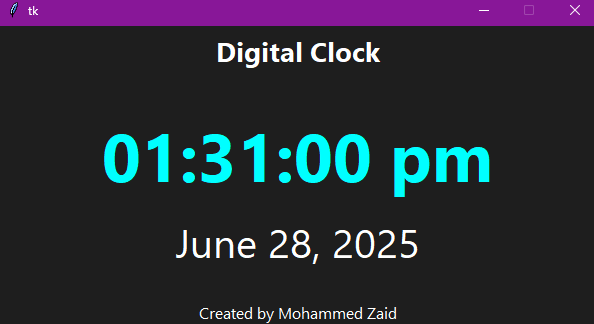 tk
Digital Clock
01:31:00 pm
June 28, 2025
Created by Mohammed Zaid